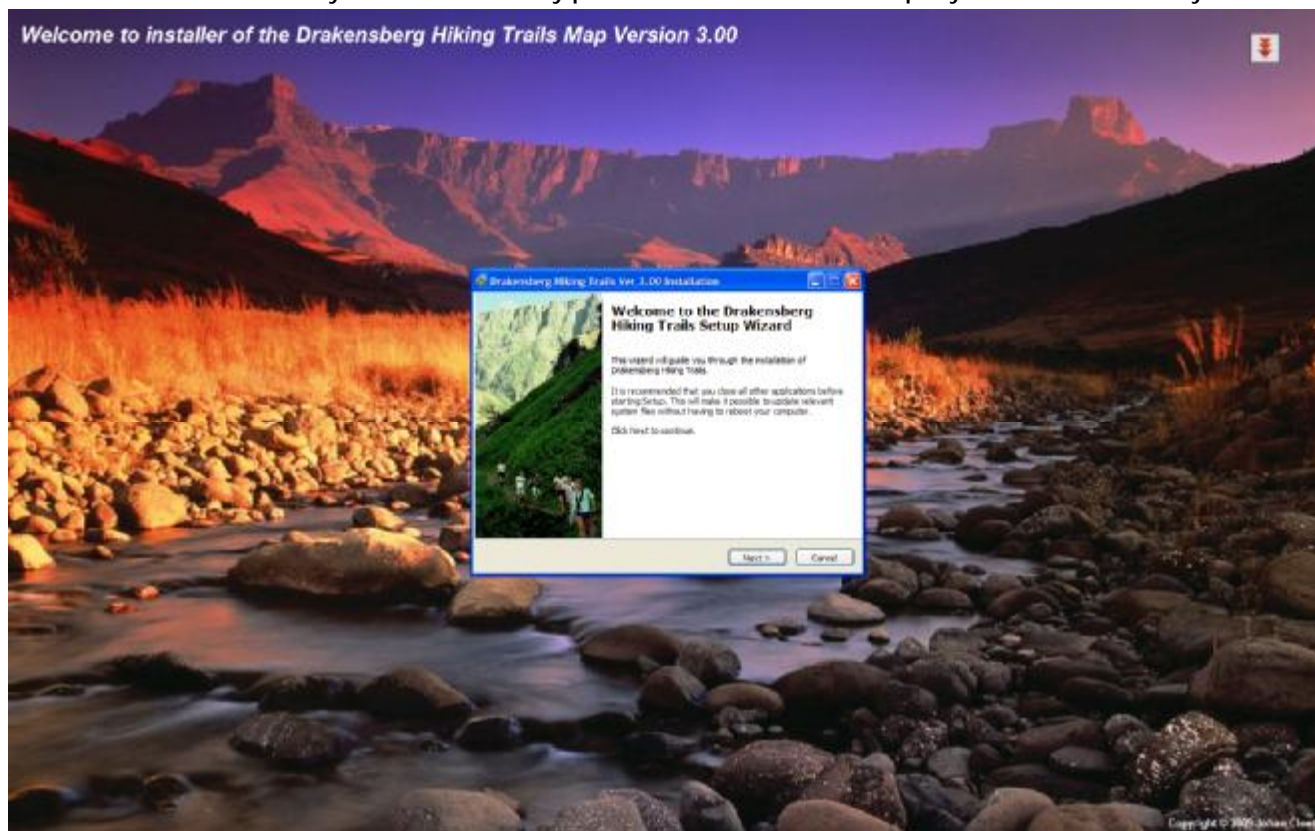 Welcome to installer of the Drakensberg Hiking Trails Map Version 3.00
Drakensberg Hiking Trails Ver 3.00 Installation
Welcome to the Drakensberg
Hiking Trails Setup Wizard
This wizard will guide you through the installation of
Drakensberg Hiking Trails.
It is recommended that you close all other applications before
starting Setup. This will make it possible to update relevant
system files without having to reboot your computer.
Click Next to continue.
Next >
Cancel
Copyright © 2005